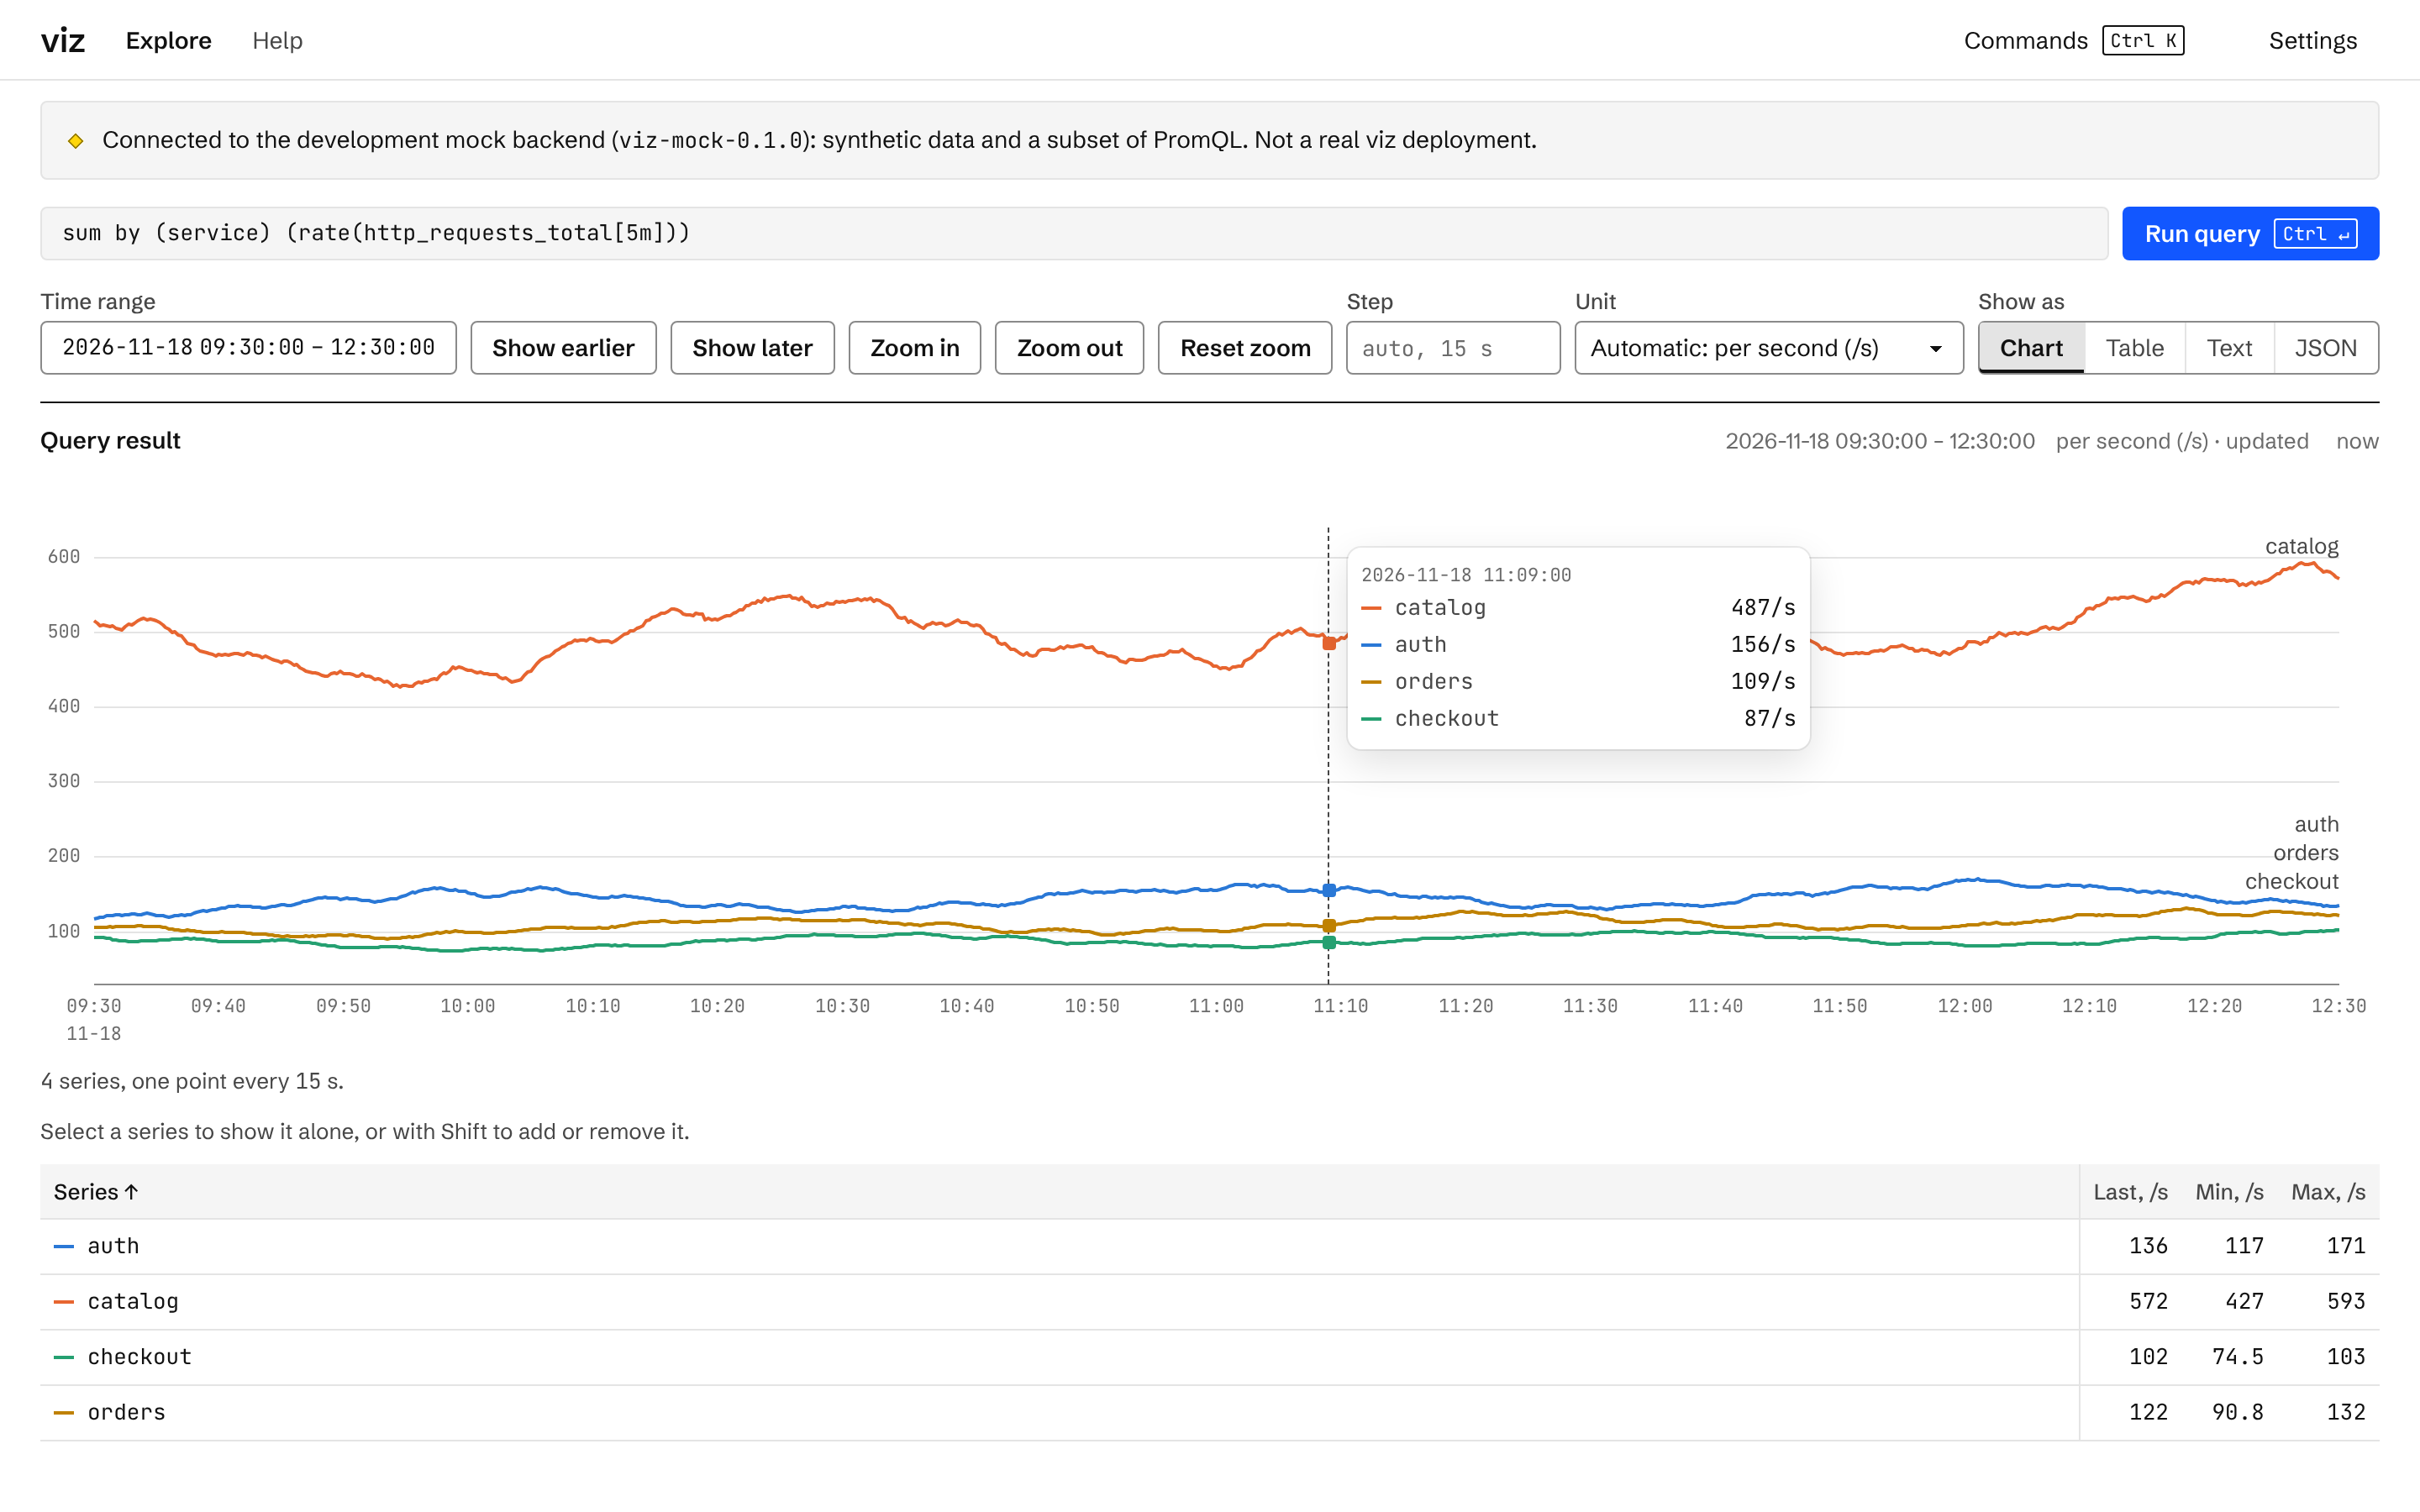 viz Explore Help Commands Ctrl K Settings
Connected to the development mock backend (viz-mock-0.1.0): synthetic data and a subset of PromQL. Not a real viz deployment.
sum by (service) (rate(http_requests_total[5m])) Run query Ctrl ↵
Time range Step Unit Show as
2026-11-18 09:30:00 – 12:30:00 Show earlier Show later Zoom in Zoom out Reset zoom auto, 15 s Automatic: per second (/s) Chart Table Text JSON
Query result 2026-11-18 09:30:00 – 12:30:00 per second (/s) · updated now
600
500
400
300
200
100
catalog
auth
orders
checkout
2026-11-18 11:09:00
catalog 487/s
auth 156/s
orders 109/s
checkout 87/s
09:30 09:40 09:50 10:00 10:10 10:20 10:30 10:40 10:50 11:00 11:10 11:20 11:30 11:40 11:50 12:00 12:10 12:20 12:30
11-18
4 series, one point every 15 s.
Select a series to show it alone, or with Shift to add or remove it.
Series ↑ Last, /s Min, /s Max, /s
auth 136 117 171
catalog 572 427 593
checkout 102 74.5 103
orders 122 90.8 132